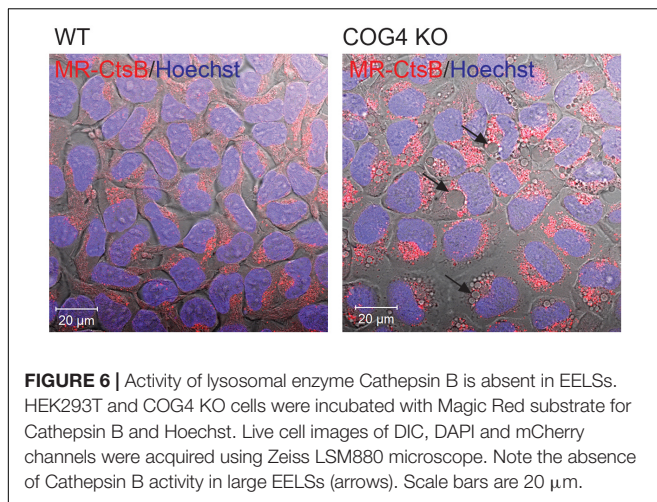 WT
COG4 KO
MR-CtsB/Hoechst
MR-CtsB/Hoechst
20 μm
20 μm
FIGURE 6 | Activity of lysosomal enzyme Cathepsin B is absent in EELSs.
HEK293T and COG4 KO cells were incubated with Magic Red substrate for
Cathepsin B and Hoechst. Live cell images of DIC, DAPI and mCherry
channels were acquired using Zeiss LSM880 microscope. Note the absence
of Cathepsin B activity in large EELSs (arrows). Scale bars are 20 μm.